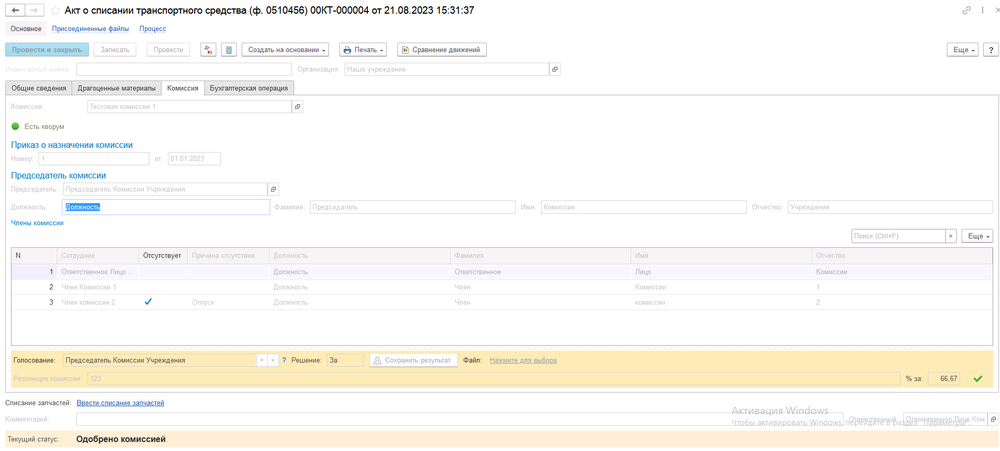 Акт о списании транспортного средства (ф. 0510456) 00КТ-000004 от 21.08.2023 15:31:37
Основное Присоединенные файлы Процесс
Провести и закрыть Записать Провести Дт Кт Создать на основании Печать Сравнение движений Еще ?
Инвентарный номер: Организация: Наше учреждение
Общие сведения Драгоценные материалы Комиссия Бухгалтерская операция
Комиссия: Тестовая комиссия 1
Есть кворум
Приказ о назначении комиссии
Номер: 1 от: 01.01.2023
Председатель комиссии
Председатель: Председатель Комиссии Учреждения
Должность: Должность Фамилия: Председатель Имя: Комиссии Отчество: Учреждения
Члены комиссии
Поиск (Ctrl+F) × Еще
N Сотрудник Отсутствует Причина отсутствия Должность Фамилия Имя Отчество
1 Ответственное Лицо ... Должность Ответственное Лицо Комиссии
2 Член Комиссии 1 Должность Член Комиссии 1
3 Член комиссии 2 Отпуск Должность Член комиссии 2
Голосование: Председатель Комиссии Учреждения × ? Решение: За Сохранить результат Файл: Нажмите для выбора
Резолюция комиссии: 123 % за: 66,67
Списание запчастей: Ввести списание запчастей
Активация Windows
Комментарий: Ответственный: Ответственное Лицо Ком
Чтобы активировать Windows, перейдите в раздел "Параметры".
Текущий статус: Одобрено комиссией